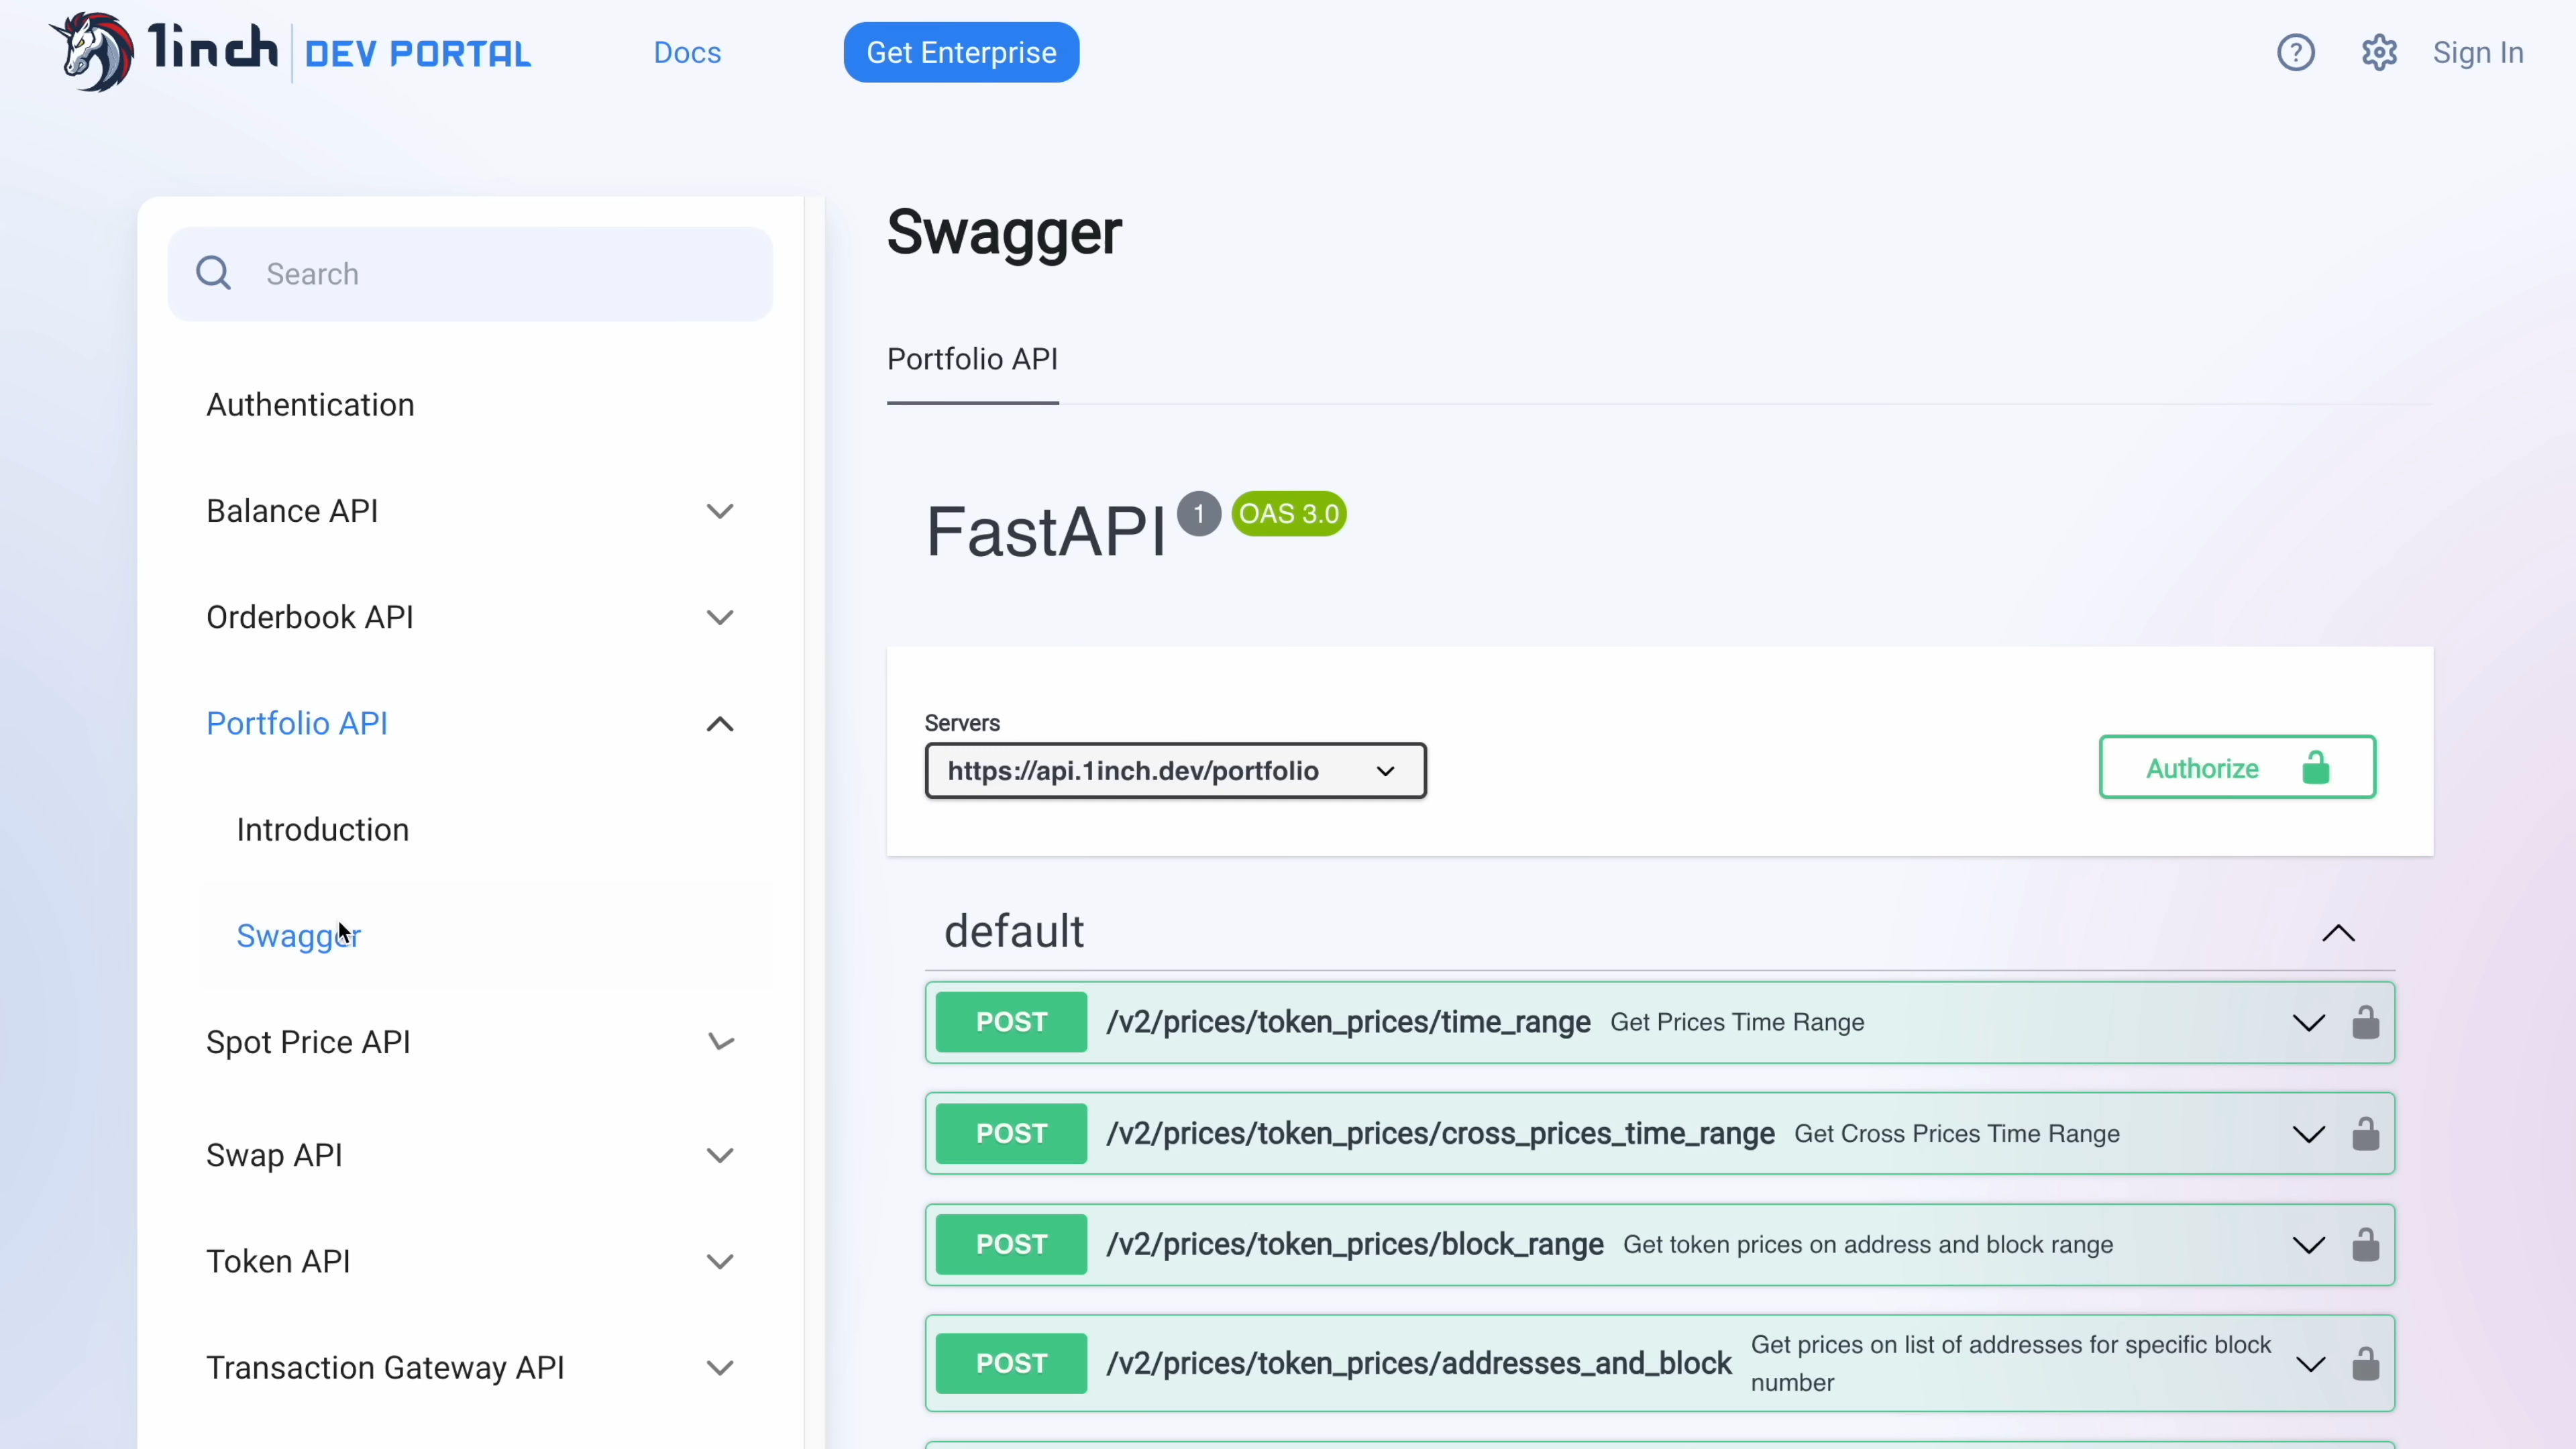 1inch DEV PORTAL
Docs
Get Enterprise
Sign In
Search
Authentication
Balance API
Orderbook API
Portfolio API
Introduction
Swagger
Spot Price API
Swap API
Token API
Transaction Gateway API
Swagger
Portfolio API
FastAPI 1 OAS 3.0
Servers
https://api.1inch.dev/portfolio
Authorize
default
POST /v2/prices/token_prices/time_range Get Prices Time Range
POST /v2/prices/token_prices/cross_prices_time_range Get Cross Prices Time Range
POST /v2/prices/token_prices/block_range Get token prices on address and block range
POST /v2/prices/token_prices/addresses_and_block Get prices on list of addresses for specific block
number